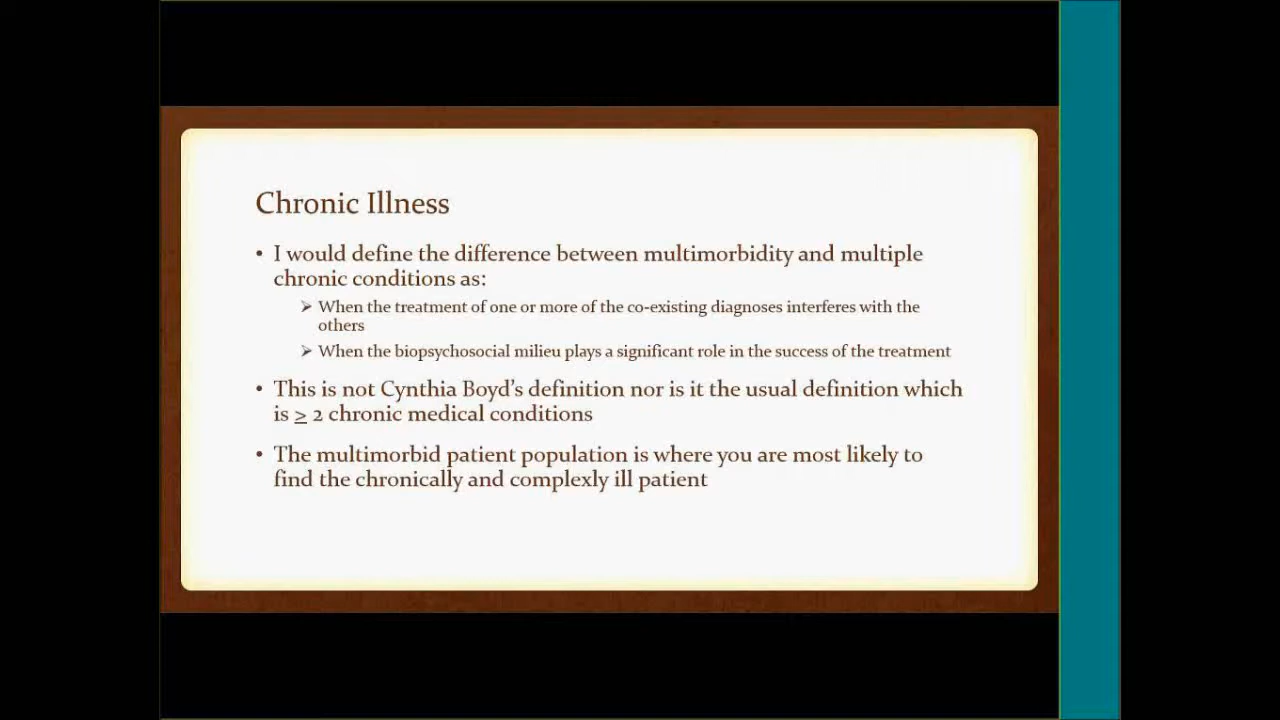 Chronic Illness
• I would define the difference between multimorbidity and multiple
chronic conditions as:
➢ When the treatment of one or more of the co-existing diagnoses interferes with the
others
➢ When the biopsychosocial milieu plays a significant role in the success of the treatment
• This is not Cynthia Boyd's definition nor is it the usual definition which
is ≥ 2 chronic medical conditions
• The multimorbid patient population is where you are most likely to
find the chronically and complexly ill patient